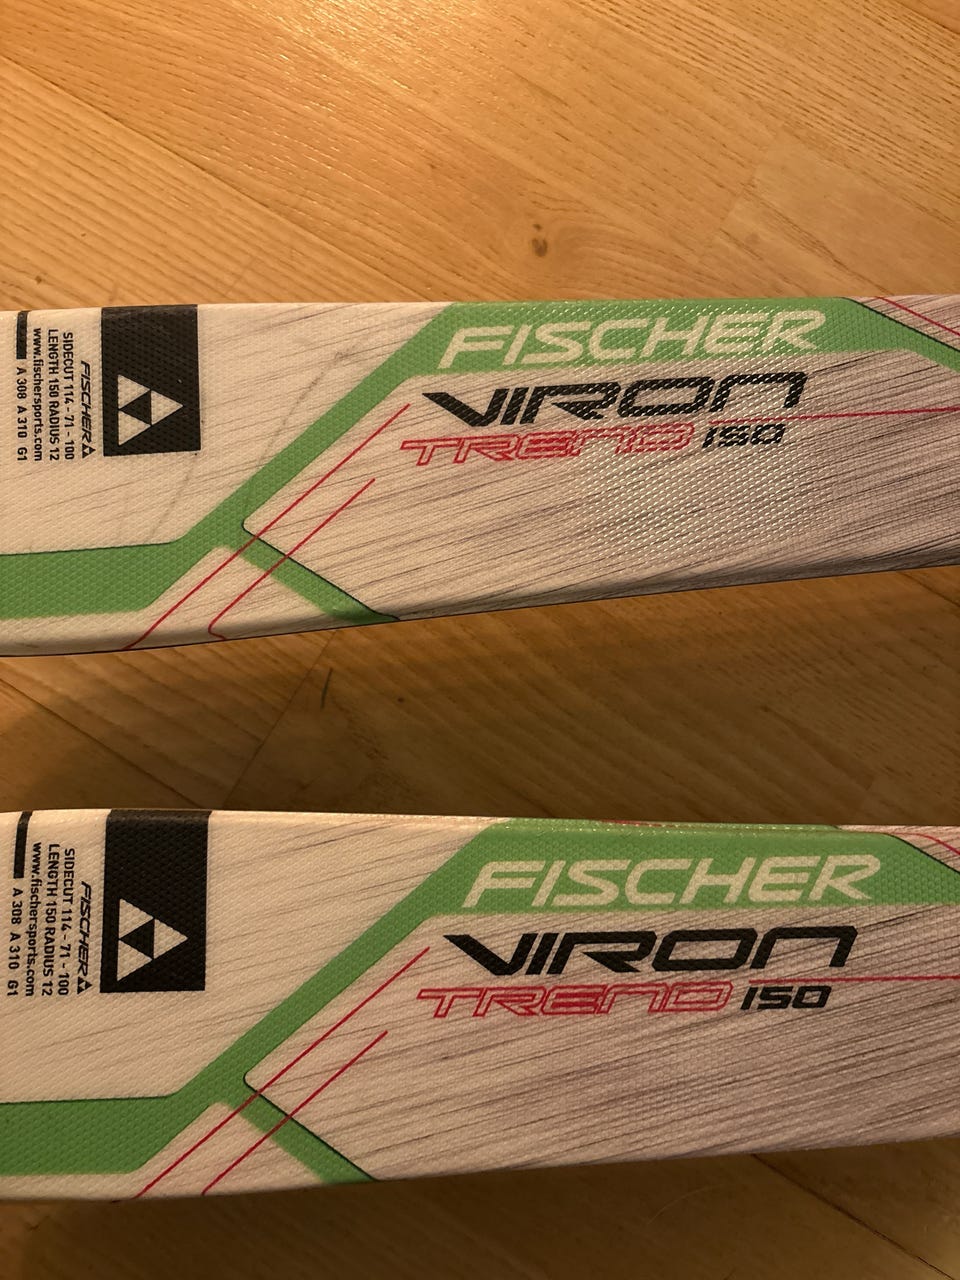 FISCHER
SIDECUT 114 - 71 - 100
LENGTH 150 RADIUS 12
www.fischersports.com
A 308 A 310 G1
FISCHER
VIRON
TREND 150
FISCHER
SIDECUT 114 - 71 - 100
LENGTH 150 RADIUS 12
www.fischersports.com
A 308 A 310 G1
FISCHER
VIRON
TREND 150